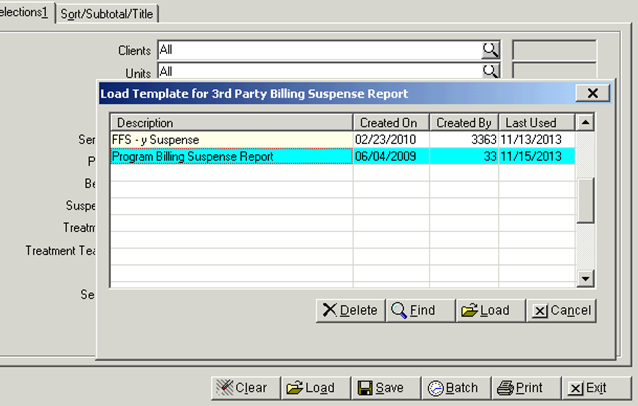 elections1 Sort/Subtotal/Title
Clients All
Units All
Load Template for 3rd Party Billing Suspense Report
Description Created On Created By Last Used
FFS - y Suspense 02/23/2010 3363 11/13/2013
Program Billing Suspense Report 06/04/2009 33 11/15/2013
Ser
P
Be
Suspe
Treatm
Treatment Tea
Se
Delete Find Load Cancel
Clear Load Save Batch Print Exit